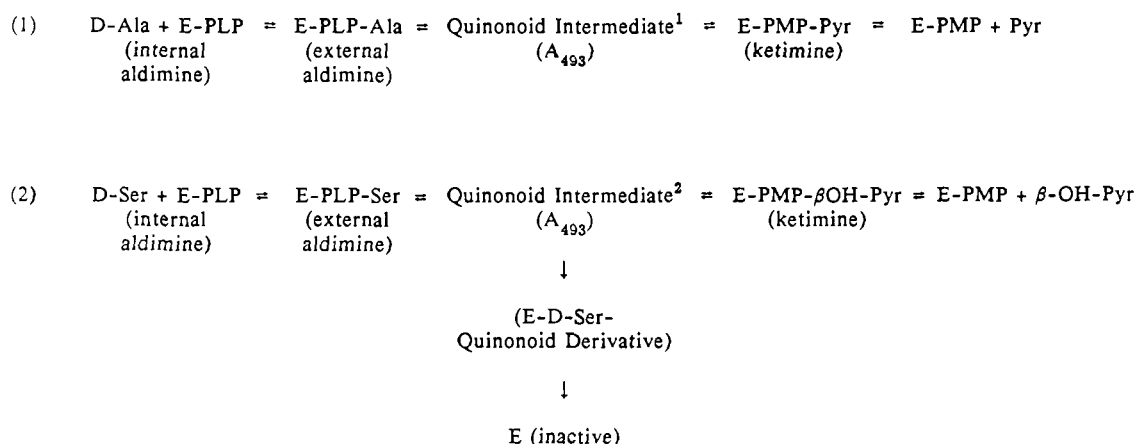 (1) D-Ala + E-PLP = E-PLP-Ala = Quinonoid Intermediate¹ = E-PMP-Pyr = E-PMP + Pyr
(internal (external (A₄₉₃) (ketimine)
aldimine) aldimine)
(2) D-Ser + E-PLP = E-PLP-Ser = Quinonoid Intermediate² = E-PMP-βOH-Pyr = E-PMP + β-OH-Pyr
(internal (external (A₄₉₃) (ketimine)
aldimine) aldimine)
↓
(E-D-Ser-
Quinonoid Derivative)
↓
E (inactive)